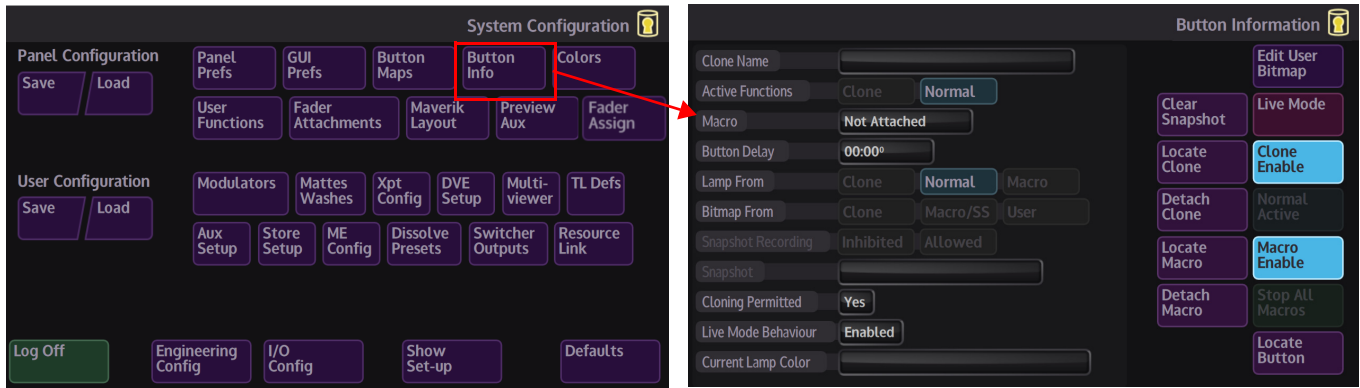 System Configuration
Panel Configuration
Save
Load
Panel
Prefs
GUI
Prefs
Button
Maps
Button
Info
Colors
User
Functions
Fader
Attachments
Maverik
Layout
Preview
Aux
Fader
Assign
User Configuration
Save
Load
Modulators
Mattes
Washes
Xpt
Config
DVE
Setup
Multi-
viewer
TL Defs
Aux
Setup
Store
Setup
ME
Config
Dissolve
Presets
Switcher
Outputs
Resource
Link
Log Off
Engineering
Config
I/O
Config
Show
Set-up
Defaults
Button Information
Clone Name
Active Functions
Clone
Normal
Macro
Not Attached
Button Delay
00:00⁰
Lamp From
Clone
Normal
Macro
Bitmap From
Clone
Macro/SS
User
Snapshot Recording
Inhibited
Allowed
Snapshot
Cloning Permitted
Yes
Live Mode Behaviour
Enabled
Current Lamp Color
Edit User
Bitmap
Clear
Snapshot
Live Mode
Locate
Clone
Clone
Enable
Detach
Clone
Normal
Active
Locate
Macro
Macro
Enable
Detach
Macro
Stop All
Macros
Locate
Button